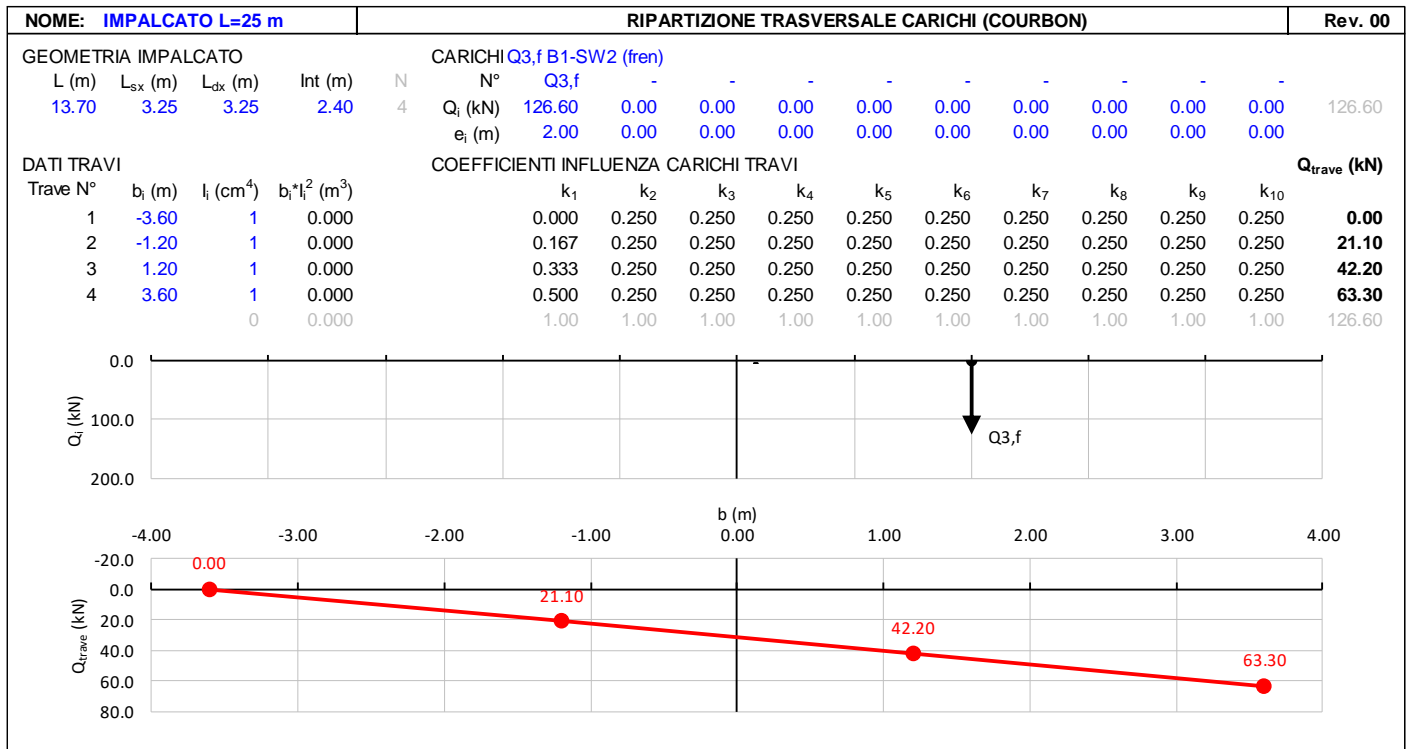 NOME: IMPALCATO L=25 m RIPARTIZIONE TRASVERSALE CARICHI (COURBON) Rev. 00
GEOMETRIA IMPALCATO CARICHI Q3,f B1-SW2 (fren)
L (m) Lsx (m) Ldx (m) Int (m) N N° Q3,f - - - - - - - - -
13.70 3.25 3.25 2.40 4 Qi (kN) 126.60 0.00 0.00 0.00 0.00 0.00 0.00 0.00 0.00 0.00 126.60
ei (m) 2.00 0.00 0.00 0.00 0.00 0.00 0.00 0.00 0.00 0.00
DATI TRAVI COEFFICIENTI INFLUENZA CARICHI TRAVI Qtrave (kN)
Trave N° bi (m) Ii (cm4) bi*Ii2 (m3) k1 k2 k3 k4 k5 k6 k7 k8 k9 k10
1 -3.60 1 0.000 0.000 0.250 0.250 0.250 0.250 0.250 0.250 0.250 0.250 0.250 0.00
2 -1.20 1 0.000 0.167 0.250 0.250 0.250 0.250 0.250 0.250 0.250 0.250 0.250 21.10
3 1.20 1 0.000 0.333 0.250 0.250 0.250 0.250 0.250 0.250 0.250 0.250 0.250 42.20
4 3.60 1 0.000 0.500 0.250 0.250 0.250 0.250 0.250 0.250 0.250 0.250 0.250 63.30
0 0.000 1.00 1.00 1.00 1.00 1.00 1.00 1.00 1.00 1.00 1.00 126.60
0.0
100.0
200.0
Qi (kN)
Q3,f
b (m)
-4.00 -3.00 -2.00 -1.00 0.00 1.00 2.00 3.00 4.00
-20.0
0.0
20.0
40.0
60.0
80.0
Qtrave (kN)
0.00
21.10
42.20
63.30